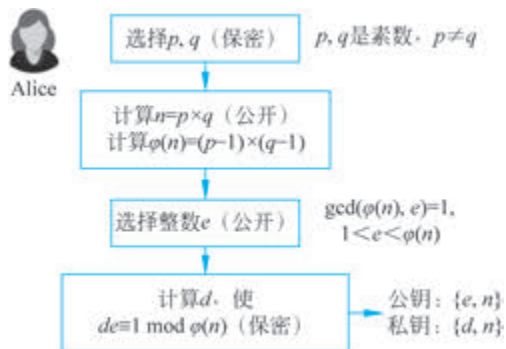 选择p, q（保密）
p, q是素数，p≠q
Alice
计算n=p×q（公开）
计算φ(n)=(p−1)×(q−1)
选择整数e（公开）
gcd(φ(n), e)=1,
1<e<φ(n)
计算d，使
de≡1 mod φ(n)（保密）
公钥：{e, n}
私钥：{d, n}